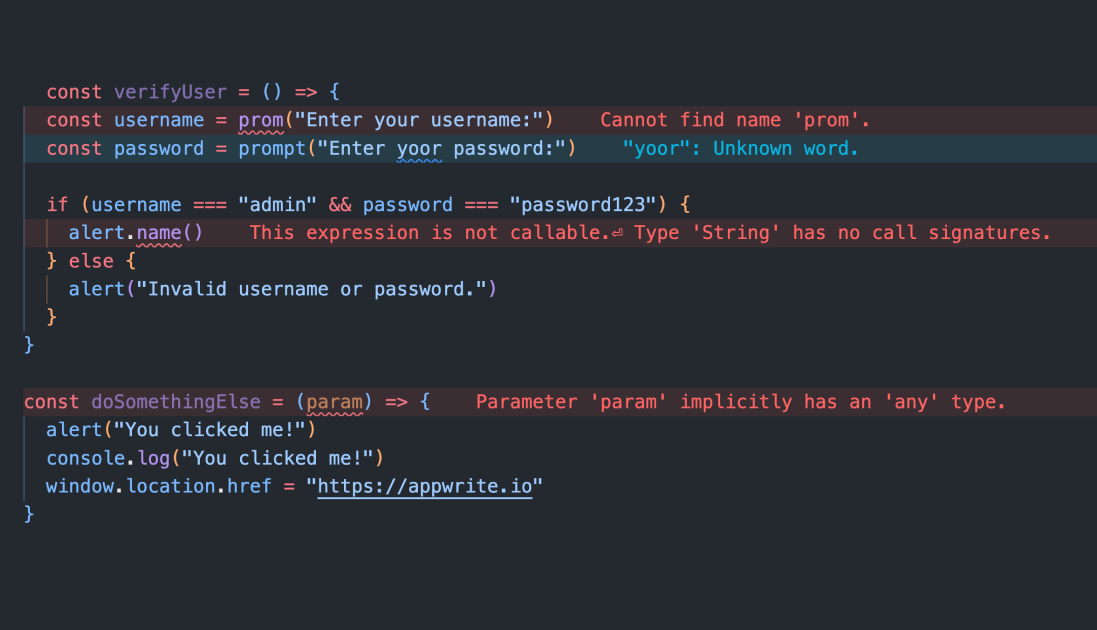 const verifyUser = () => {
const username = prom("Enter your username:") Cannot find name 'prom'.
const password = prompt("Enter yoor password:") "yoor": Unknown word.
if (username === "admin" && password === "password123") {
alert.name() This expression is not callable.⏎ Type 'String' has no call signatures.
} else {
alert("Invalid username or password.")
}
}
const doSomethingElse = (param) => { Parameter 'param' implicitly has an 'any' type.
alert("You clicked me!")
console.log("You clicked me!")
window.location.href = "https://appwrite.io"
}